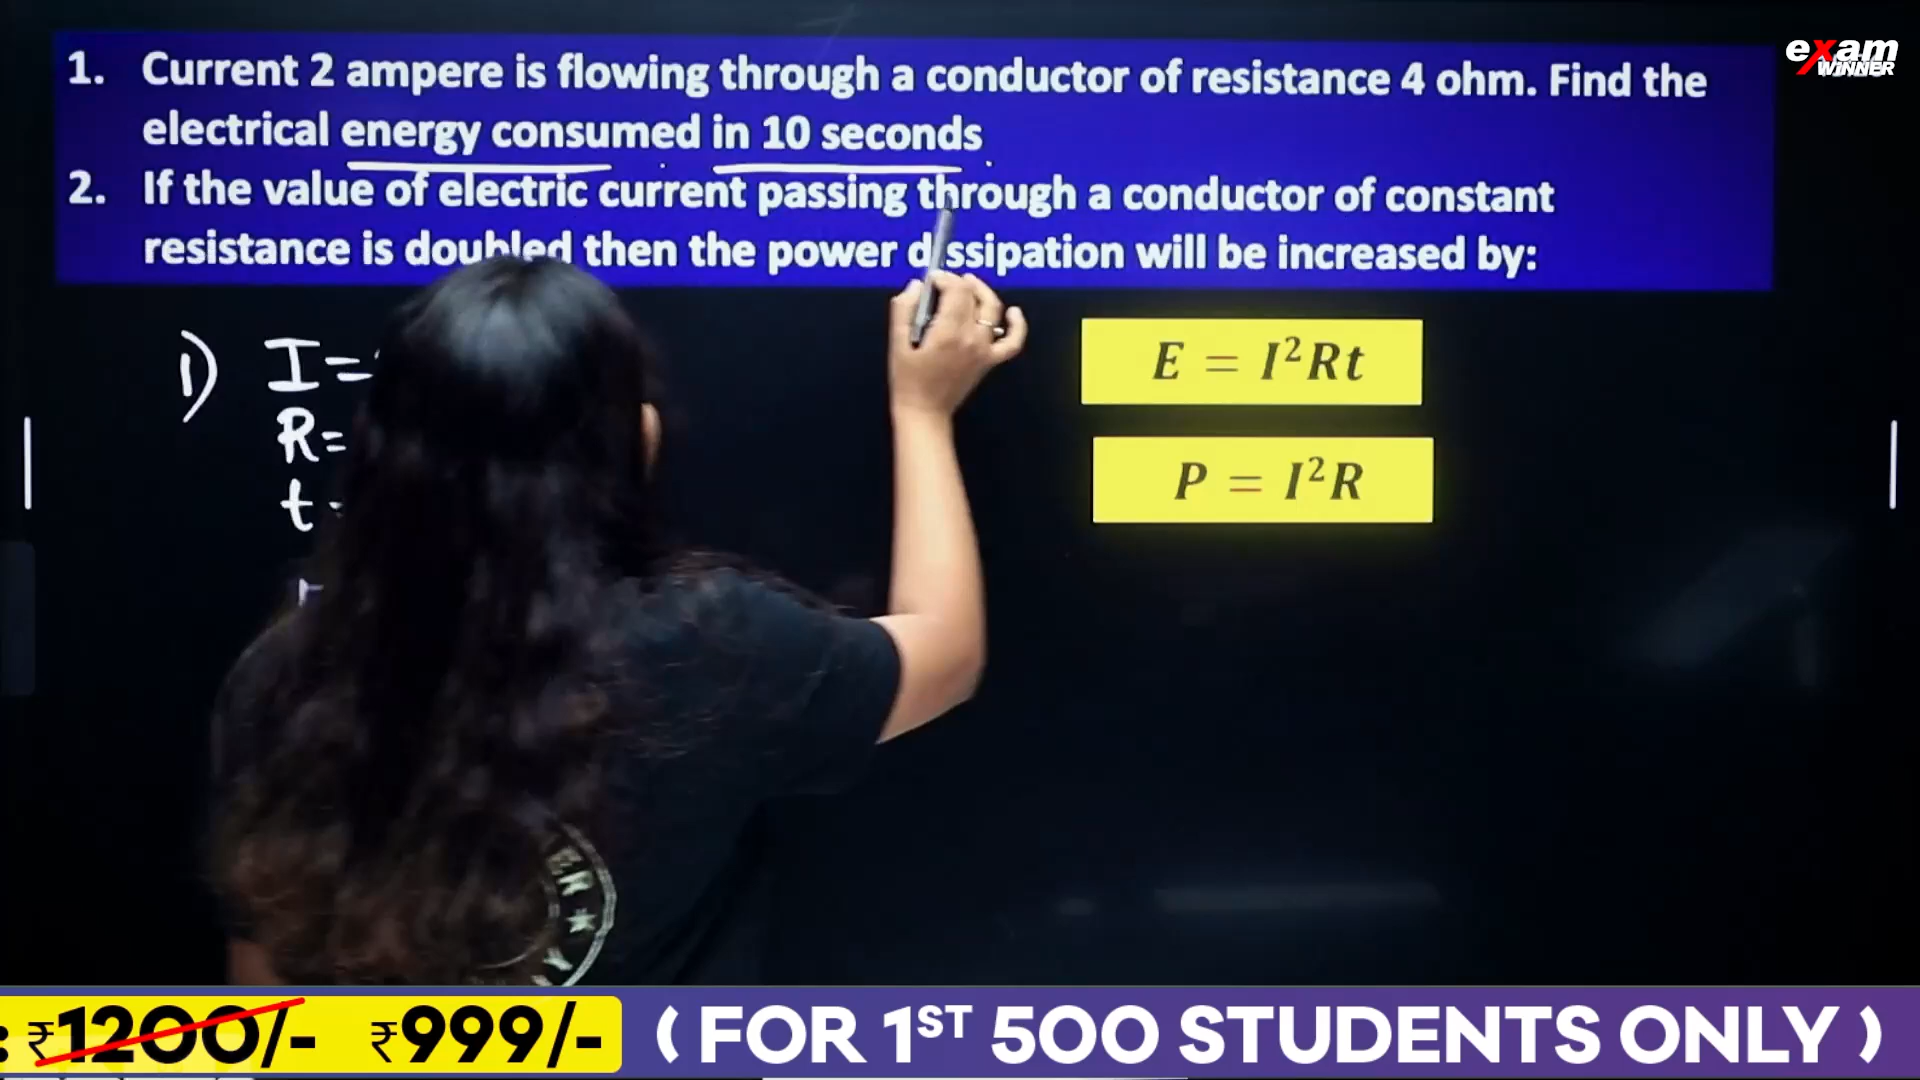 exam
WINNER
1. Current 2 ampere is flowing through a conductor of resistance 4 ohm. Find the
electrical energy consumed in 10 seconds
2. If the value of electric current passing through a conductor of constant
resistance is doubled then the power dissipation will be increased by:
1) I=
R=
t
E = I²Rt
P = I²R
ER ★
Y
: ₹1200/- ₹999/- ( FOR 1ST 500 STUDENTS ONLY )